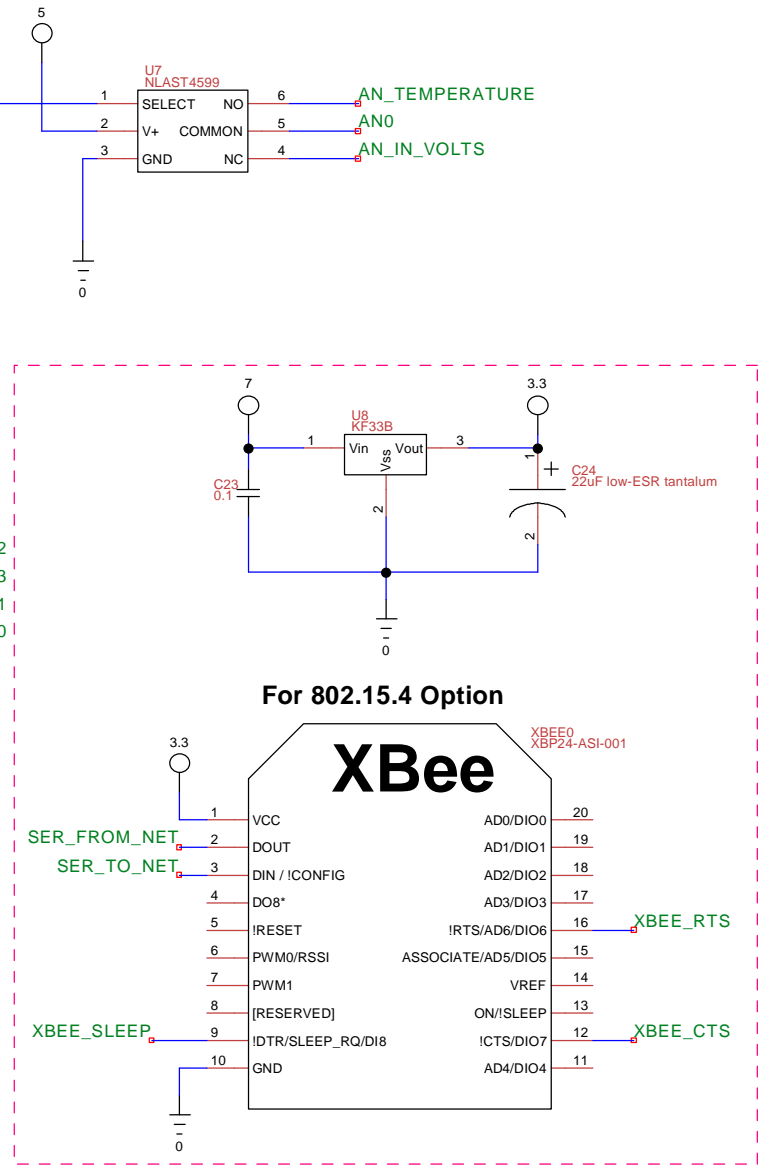 5
U7
NLAST4599
1 SELECT NO 6 AN_TEMPERATURE
2 V+ COMMON 5 AN0
3 GND NC 4 AN_IN_VOLTS
0
7 3.3
U8
KF33B
1 Vin Vss Vout 3
2
C23
0.1
1
+
C24
22uF low-ESR tantalum
2
2
3
1
0
0
For 802.15.4 Option
XBEE0
XBP24-ASI-001
XBee
3.3
1 VCC AD0/DIO0 20
SER_FROM_NET 2 DOUT AD1/DIO1 19
SER_TO_NET 3 DIN / !CONFIG AD2/DIO2 18
4 DO8* AD3/DIO3 17
5 !RESET !RTS/AD6/DIO6 16 XBEE_RTS
6 PWM0/RSSI ASSOCIATE/AD5/DIO5 15
7 PWM1 VREF 14
8 [RESERVED] ON/!SLEEP 13
XBEE_SLEEP 9 !DTR/SLEEP_RQ/DI8 !CTS/DIO7 12 XBEE_CTS
10 GND AD4/DIO4 11
0